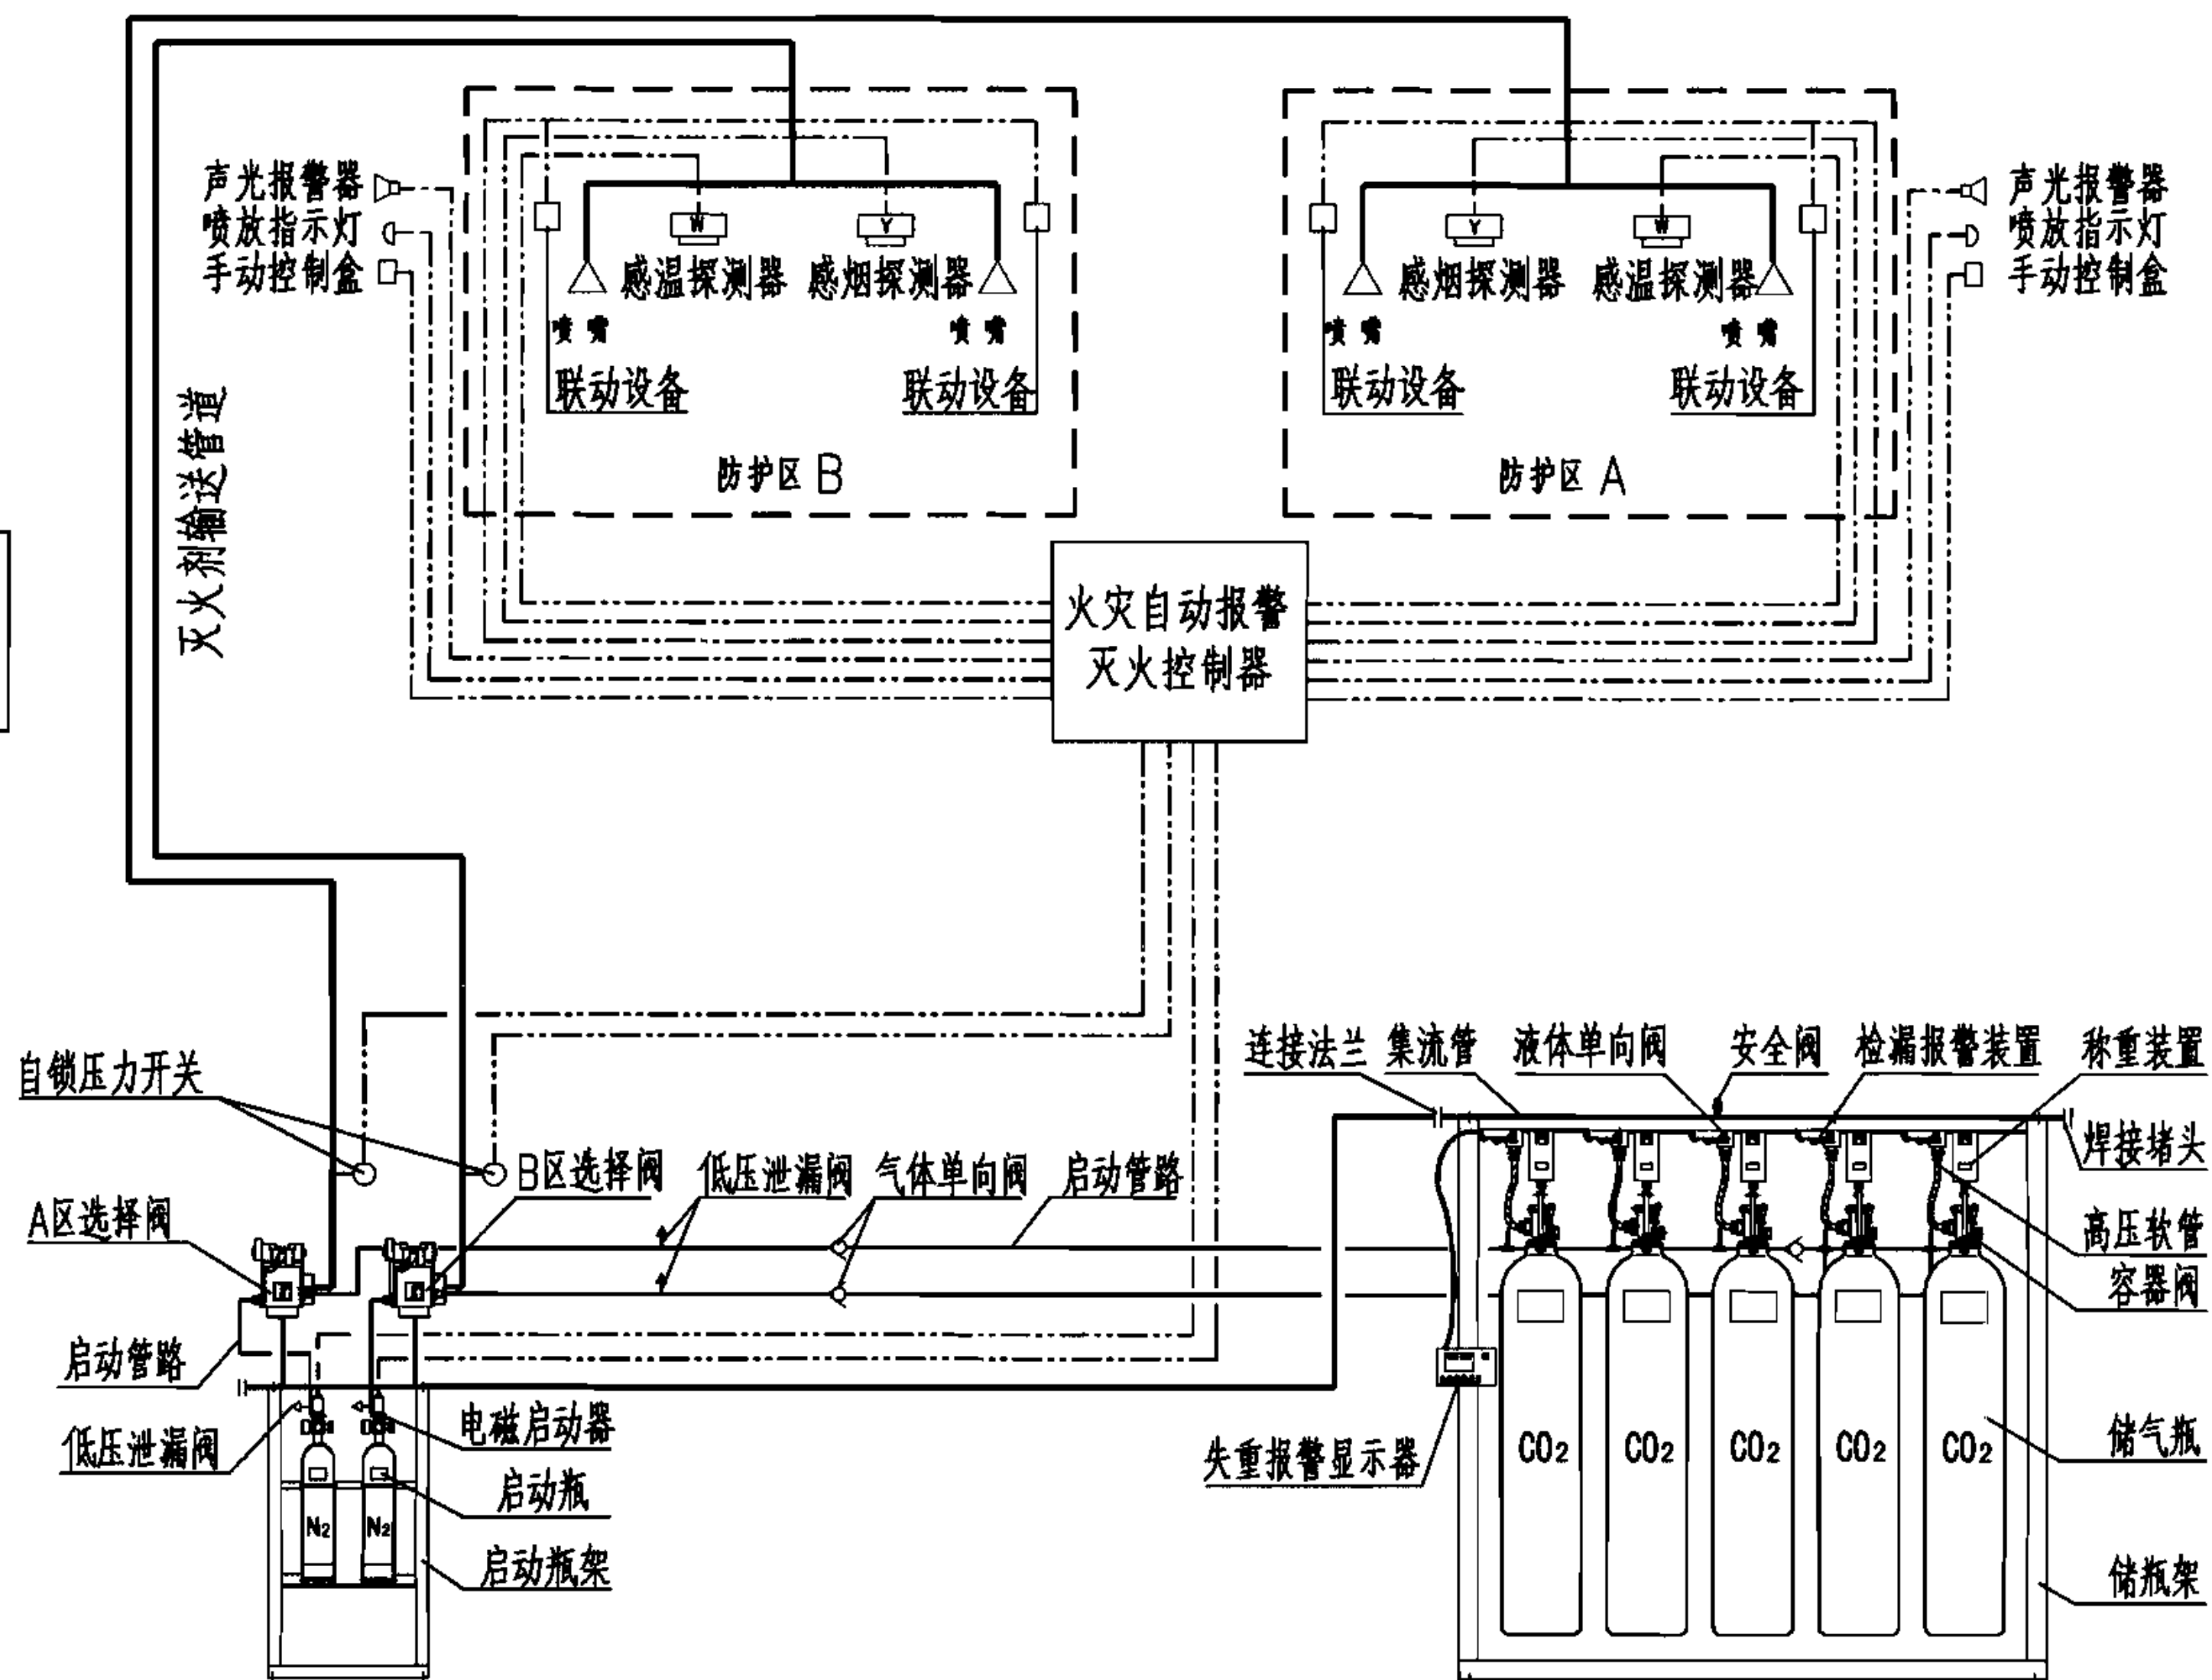 声光报警器
喷放指示灯
手动控制盒
W
Y
感温探测器
感烟探测器
喷嘴
喷嘴
联动设备
联动设备
防护区 B
Y
W
感烟探测器
感温探测器
喷嘴
喷嘴
联动设备
联动设备
防护区 A
声光报警器
喷放指示灯
手动控制盒
灭火剂输送管道
火灾自动报警
灭火控制器
自锁压力开关
A区选择阀
B区选择阀
低压泄漏阀
气体单向阀
启动管路
连接法兰
集流管
液体单向阀
安全阀
检漏报警装置
称重装置
焊接堵头
高压软管
容器阀
启动管路
低压泄漏阀
电磁启动器
启动瓶
启动瓶架
N2
N2
失重报警显示器
CO2
CO2
CO2
CO2
CO2
储气瓶
储瓶架